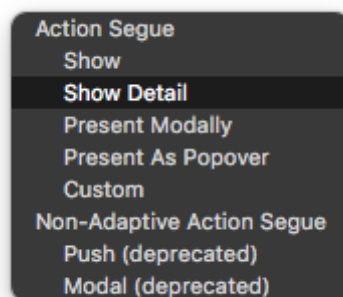 Action Segue
Show
Show Detail
Present Modally
Present As Popover
Custom
Non-Adaptive Action Segue
Push (deprecated)
Modal (deprecated)